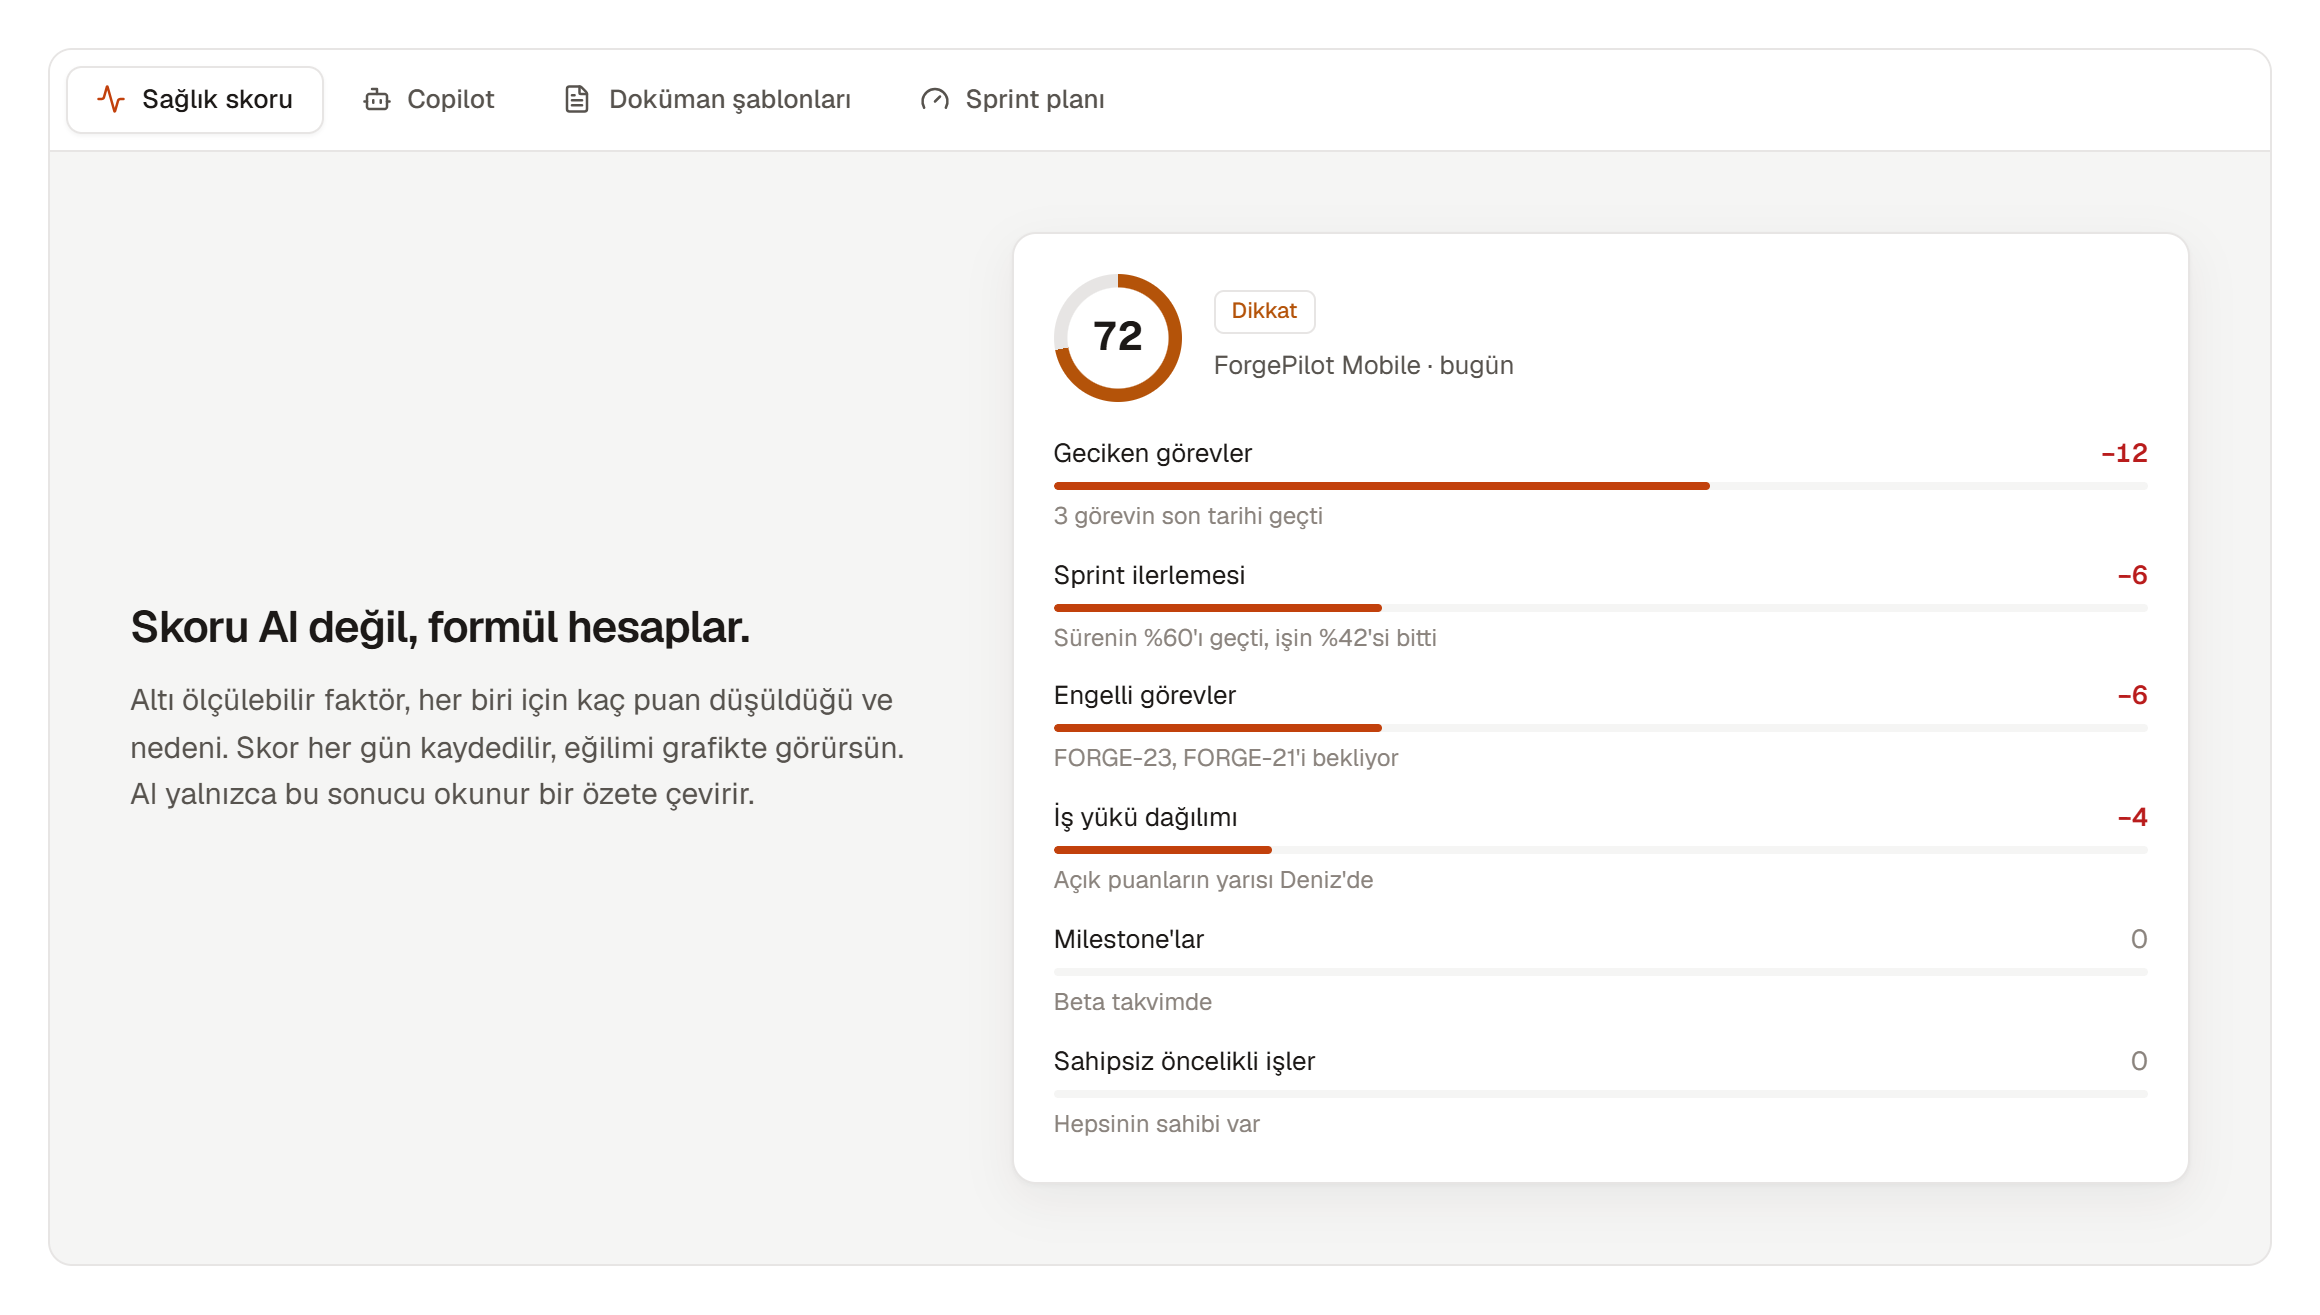 Sağlık skoru
Copilot
Doküman şablonları
Sprint planı
Skoru AI değil, formül hesaplar.
Altı ölçülebilir faktör, her biri için kaç puan düşüldüğü ve
nedeni. Skor her gün kaydedilir, eğilimi grafikte görürsün.
AI yalnızca bu sonucu okunur bir özete çevirir.
72
Dikkat
ForgePilot Mobile · bugün
Geciken görevler
−12
3 görevin son tarihi geçti
Sprint ilerlemesi
−6
Sürenin %60'ı geçti, işin %42'si bitti
Engelli görevler
−6
FORGE-23, FORGE-21'i bekliyor
İş yükü dağılımı
−4
Açık puanların yarısı Deniz'de
Milestone'lar
0
Beta takvimde
Sahipsiz öncelikli işler
0
Hepsinin sahibi var